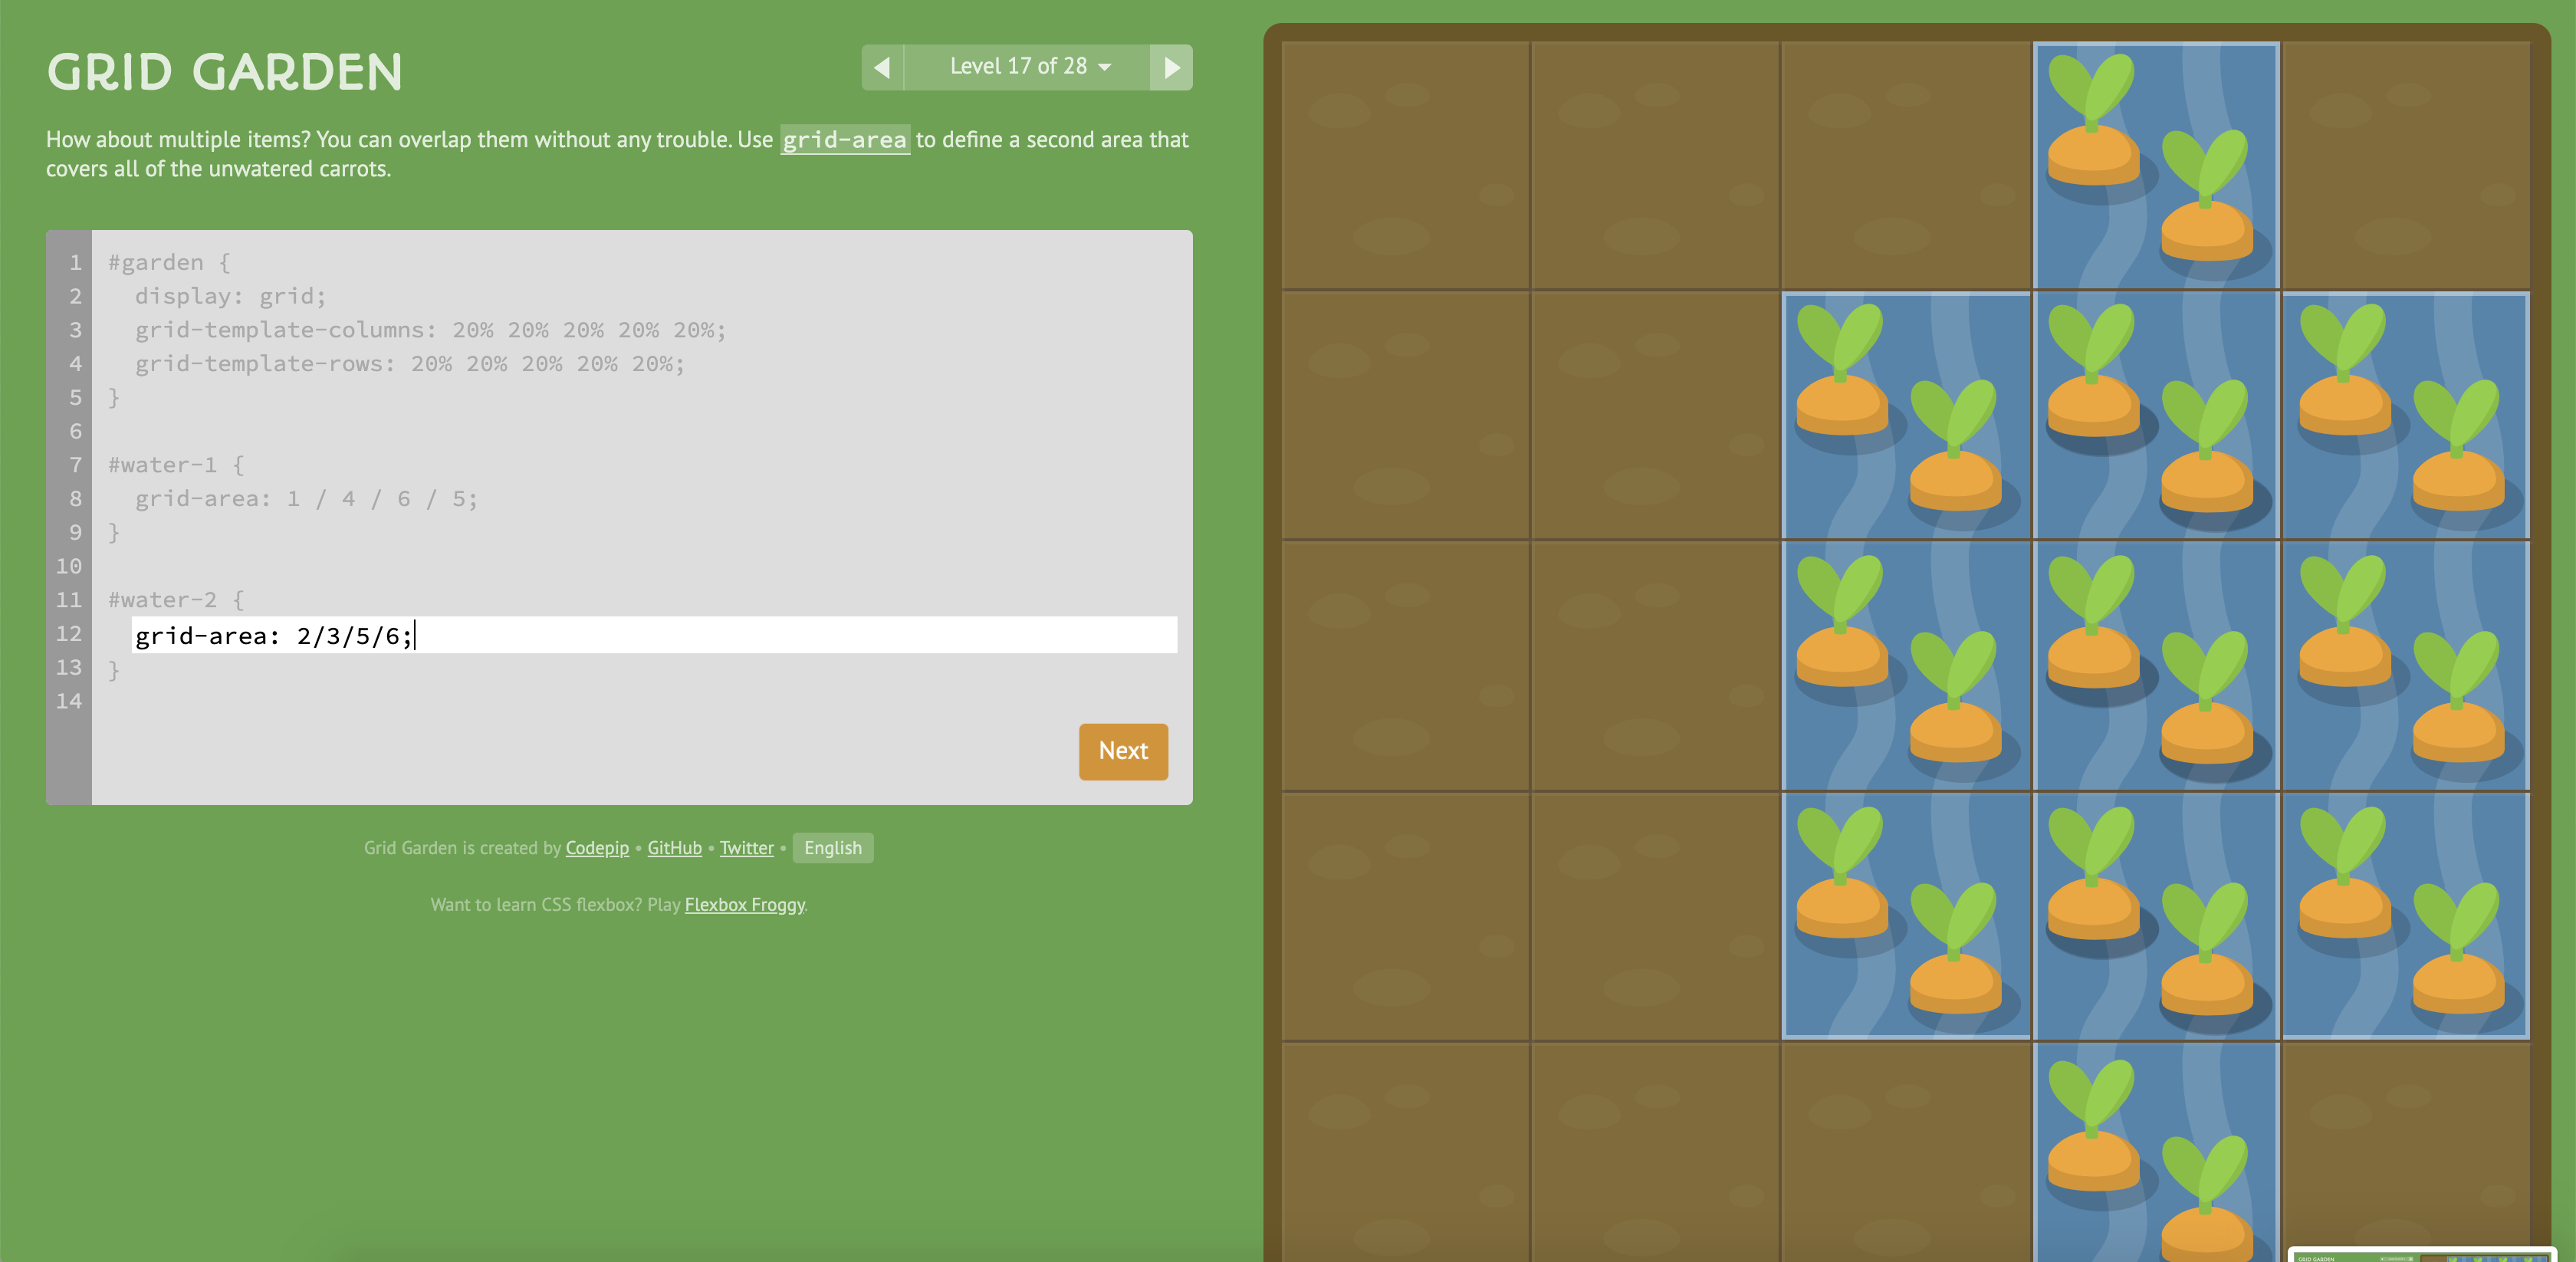 GRID GARDEN
Level 17 of 28
How about multiple items? You can overlap them without any trouble. Use grid-area to define a second area that
covers all of the unwatered carrots.
1 #garden {
2 display: grid;
3 grid-template-columns: 20% 20% 20% 20% 20%;
4 grid-template-rows: 20% 20% 20% 20% 20%;
5 }
6
7 #water-1 {
8 grid-area: 1 / 4 / 6 / 5;
9 }
10
11 #water-2 {
12 grid-area: 2/3/5/6;
13 }
14
Next
Grid Garden is created by Codepip • GitHub • Twitter • English
Want to learn CSS flexbox? Play Flexbox Froggy.
GRID GARDEN